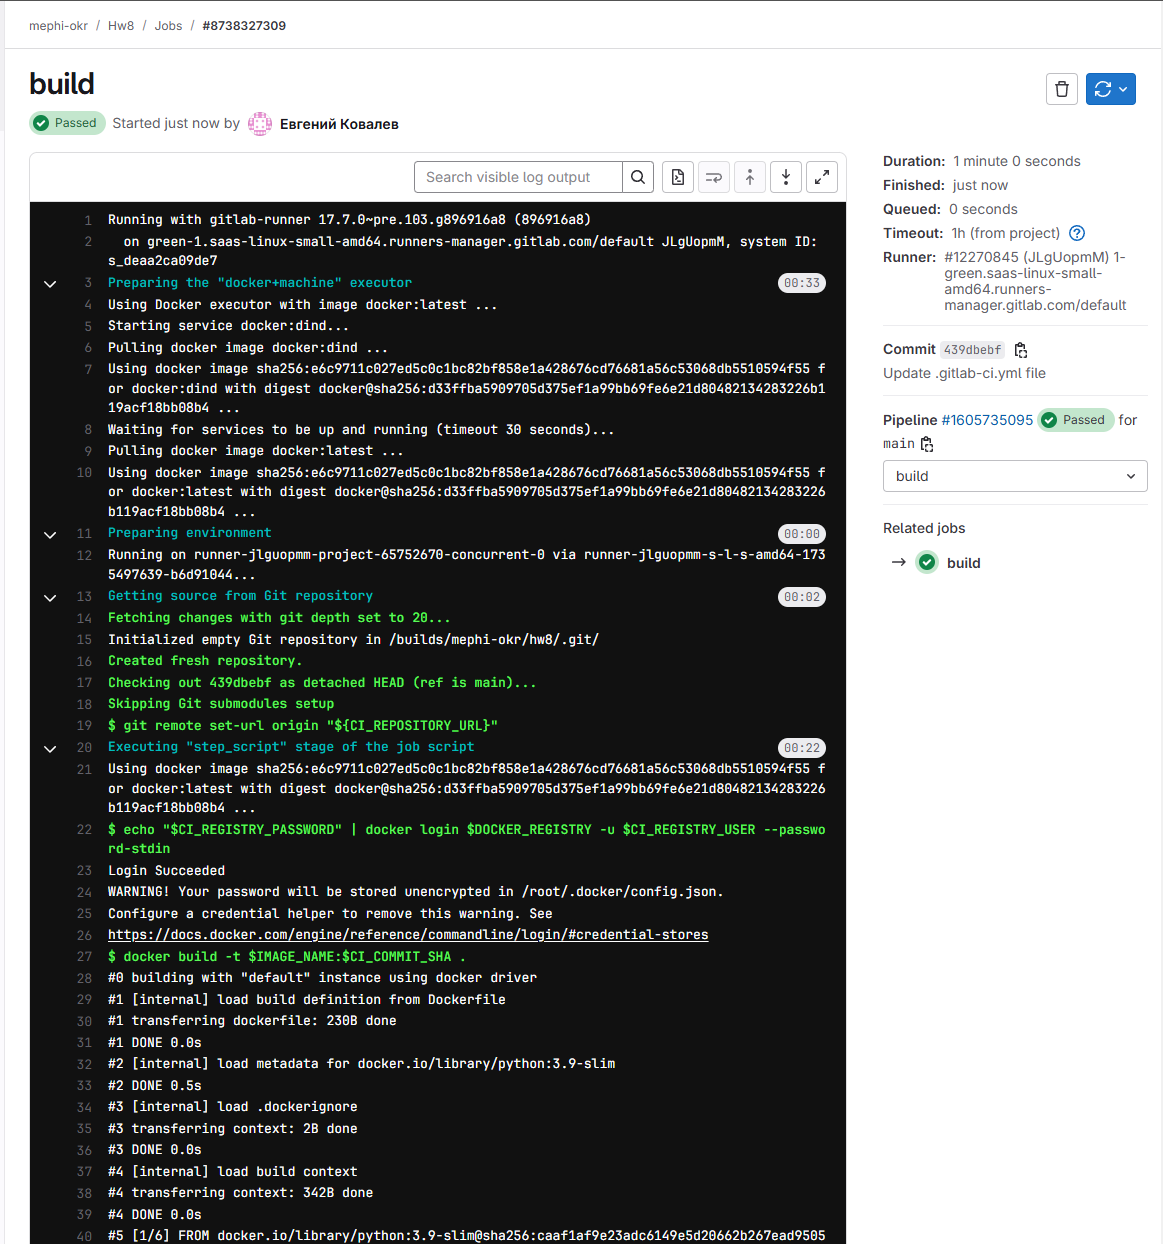 mephi-okr / Hw8 / Jobs / #8738327309
build
Passed Started just now by Евгений Ковалев
Search visible log output
1 Running with gitlab-runner 17.7.0~pre.103.g896916a8 (896916a8)
2 on green-1.saas-linux-small-amd64.runners-manager.gitlab.com/default JLgUopmM, system ID:
s_deaa2ca09de7
3 Preparing the "docker+machine" executor 00:33
4 Using Docker executor with image docker:latest ...
5 Starting service docker:dind...
6 Pulling docker image docker:dind ...
7 Using docker image sha256:e6c9711c027ed5c0c1bc82bf858e1a428676cd76681a56c53068db5510594f55 f
or docker:dind with digest docker@sha256:d33ffba5909705d375ef1a99bb69fe6e21d80482134283226b1
19acf18bb08b4 ...
8 Waiting for services to be up and running (timeout 30 seconds)...
9 Pulling docker image docker:latest ...
10 Using docker image sha256:e6c9711c027ed5c0c1bc82bf858e1a428676cd76681a56c53068db5510594f55 f
or docker:latest with digest docker@sha256:d33ffba5909705d375ef1a99bb69fe6e21d80482134283226
b119acf18bb08b4 ...
11 Preparing environment 00:00
12 Running on runner-jlguopmm-project-65752670-concurrent-0 via runner-jlguopmm-s-l-s-amd64-173
5497639-b6d91044...
13 Getting source from Git repository 00:02
14 Fetching changes with git depth set to 20...
15 Initialized empty Git repository in /builds/mephi-okr/hw8/.git/
16 Created fresh repository.
17 Checking out 439dbebf as detached HEAD (ref is main)...
18 Skipping Git submodules setup
19 $ git remote set-url origin "${CI_REPOSITORY_URL}"
20 Executing "step_script" stage of the job script 00:22
21 Using docker image sha256:e6c9711c027ed5c0c1bc82bf858e1a428676cd76681a56c53068db5510594f55 f
or docker:latest with digest docker@sha256:d33ffba5909705d375ef1a99bb69fe6e21d80482134283226
b119acf18bb08b4 ...
22 $ echo "$CI_REGISTRY_PASSWORD" | docker login $DOCKER_REGISTRY -u $CI_REGISTRY_USER --passwo
rd-stdin
23 Login Succeeded
24 WARNING! Your password will be stored unencrypted in /root/.docker/config.json.
25 Configure a credential helper to remove this warning. See
26 https://docs.docker.com/engine/reference/commandline/login/#credential-stores
27 $ docker build -t $IMAGE_NAME:$CI_COMMIT_SHA .
28 #0 building with "default" instance using docker driver
29 #1 [internal] load build definition from Dockerfile
30 #1 transferring dockerfile: 230B done
31 #1 DONE 0.0s
32 #2 [internal] load metadata for docker.io/library/python:3.9-slim
33 #2 DONE 0.5s
34 #3 [internal] load .dockerignore
35 #3 transferring context: 2B done
36 #3 DONE 0.0s
37 #4 [internal] load build context
38 #4 transferring context: 342B done
39 #4 DONE 0.0s
40 #5 [1/6] FROM docker.io/library/python:3.9-slim@sha256:caaf1af9e23adc6149e5d20662b267ead9505
Duration: 1 minute 0 seconds
Finished: just now
Queued: 0 seconds
Timeout: 1h (from project)
Runner: #12270845 (JLgUopmM) 1-
green.saas-linux-small-
amd64.runners-
manager.gitlab.com/default
Commit 439dbebf
Update .gitlab-ci.yml file
Pipeline #1605735095 Passed for
main
build
Related jobs
build